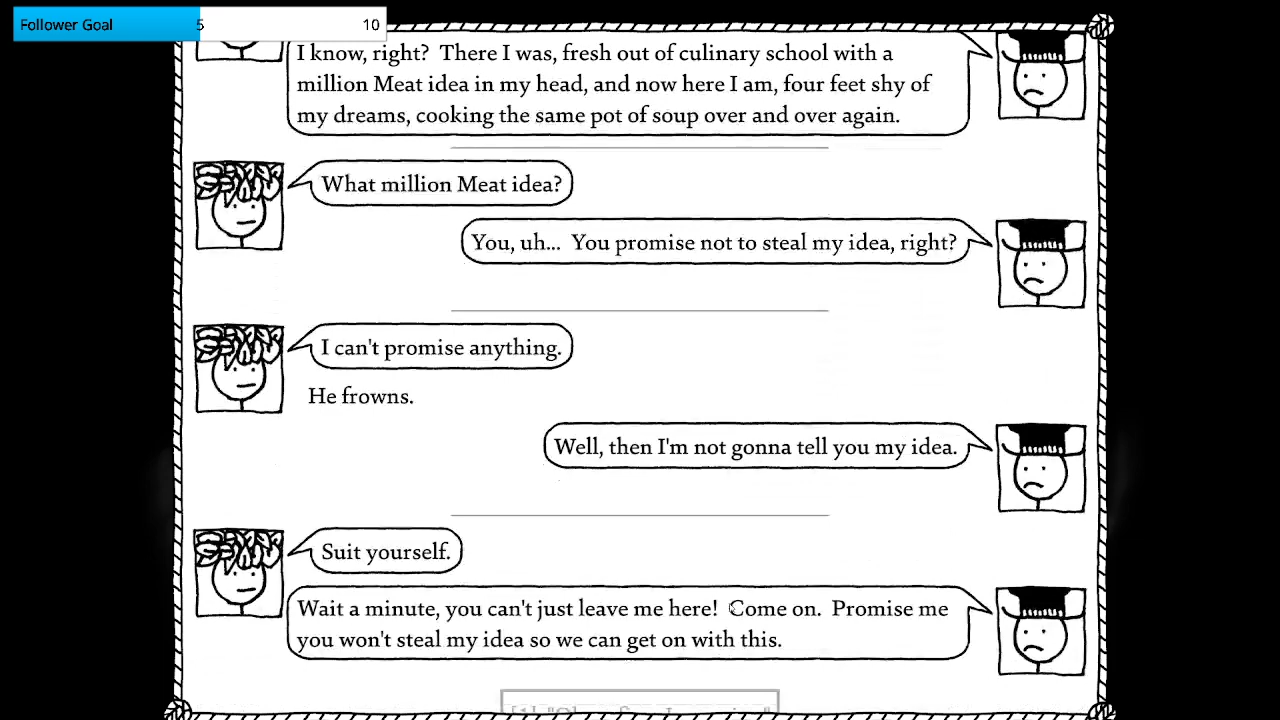 Follower Goal 5 10
I know, right? There I was, fresh out of culinary school with a
million Meat idea in my head, and now here I am, four feet shy of
my dreams, cooking the same pot of soup over and over again.
What million Meat idea?
You, uh... You promise not to steal my idea, right?
I can't promise anything.
He frowns.
Well, then I'm not gonna tell you my idea.
Suit yourself.
Wait a minute, you can't just leave me here! Come on. Promise me
you won't steal my idea so we can get on with this.